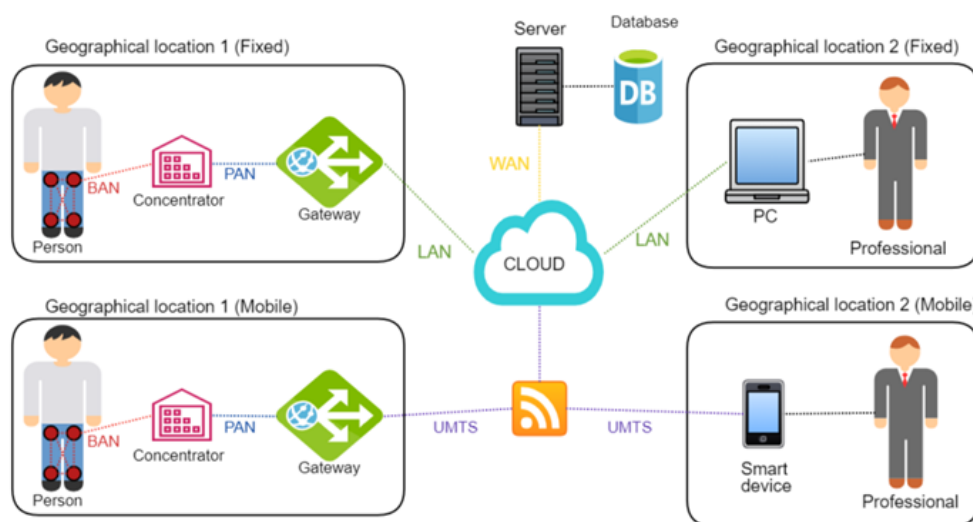 Server
Database
Geographical location 1 (Fixed)
Geographical location 2 (Fixed)
DB
BAN
PAN
WAN
Concentrator
Gateway
PC
Person
LAN
CLOUD
LAN
Professional
Geographical location 1 (Mobile)
Geographical location 2 (Mobile)
BAN
PAN
UMTS
UMTS
Concentrator
Gateway
Smart
device
Person
Professional